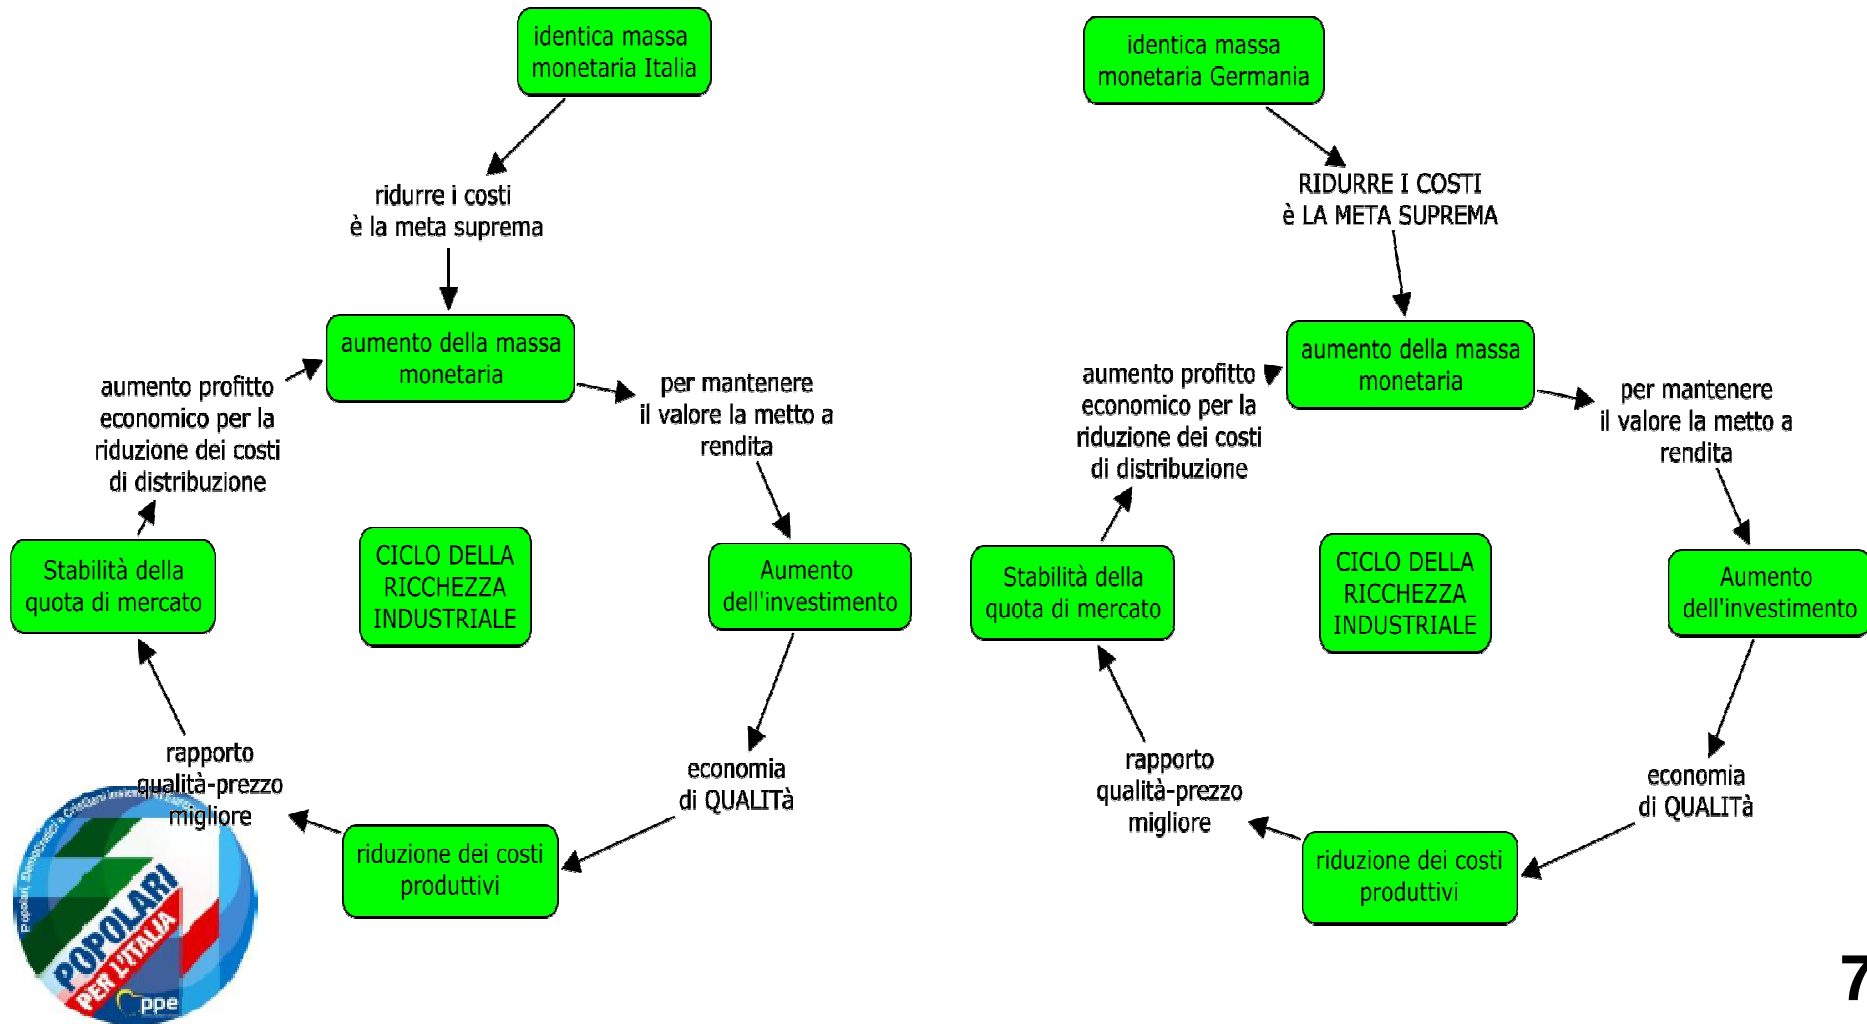 identica massa
monetaria Italia
ridurre i costi
è la meta suprema
aumento della massa
monetaria
per mantenere
il valore la metto a
rendita
Aumento
dell'investimento
economia
di QUALITà
riduzione dei costi
produttivi
rapporto
qualità-prezzo
migliore
Stabilità della
quota di mercato
aumento profitto
economico per la
riduzione dei costi
di distribuzione
CICLO DELLA
RICCHEZZA
INDUSTRIALE
identica massa
monetaria Germania
RIDURRE I COSTI
è LA META SUPREMA
aumento della massa
monetaria
per mantenere
il valore la metto a
rendita
Aumento
dell'investimento
economia
di QUALITà
riduzione dei costi
produttivi
rapporto
qualità-prezzo
migliore
Stabilità della
quota di mercato
aumento profitto
economico per la
riduzione dei costi
di distribuzione
CICLO DELLA
RICCHEZZA
INDUSTRIALE
POPOLARI
PER L'ITALIA
ppe
7